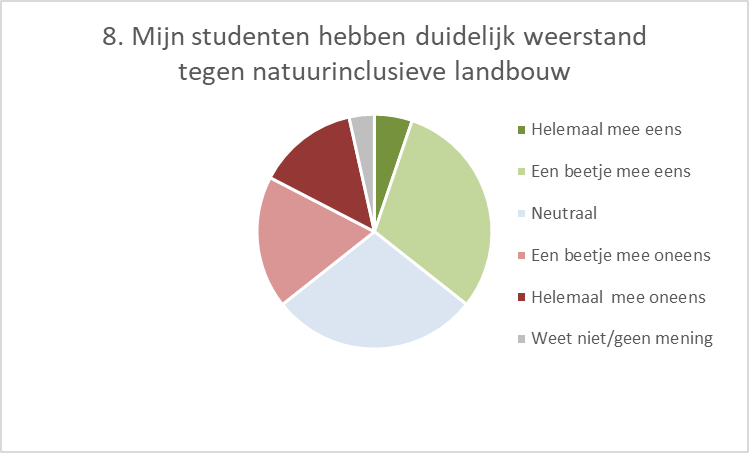 8. Mijn studenten hebben duidelijk weerstand
tegen natuurinclusieve landbouw
Helemaal mee eens
Een beetje mee eens
Neutraal
Een beetje mee oneens
Helemaal  mee oneens
Weet niet/geen mening